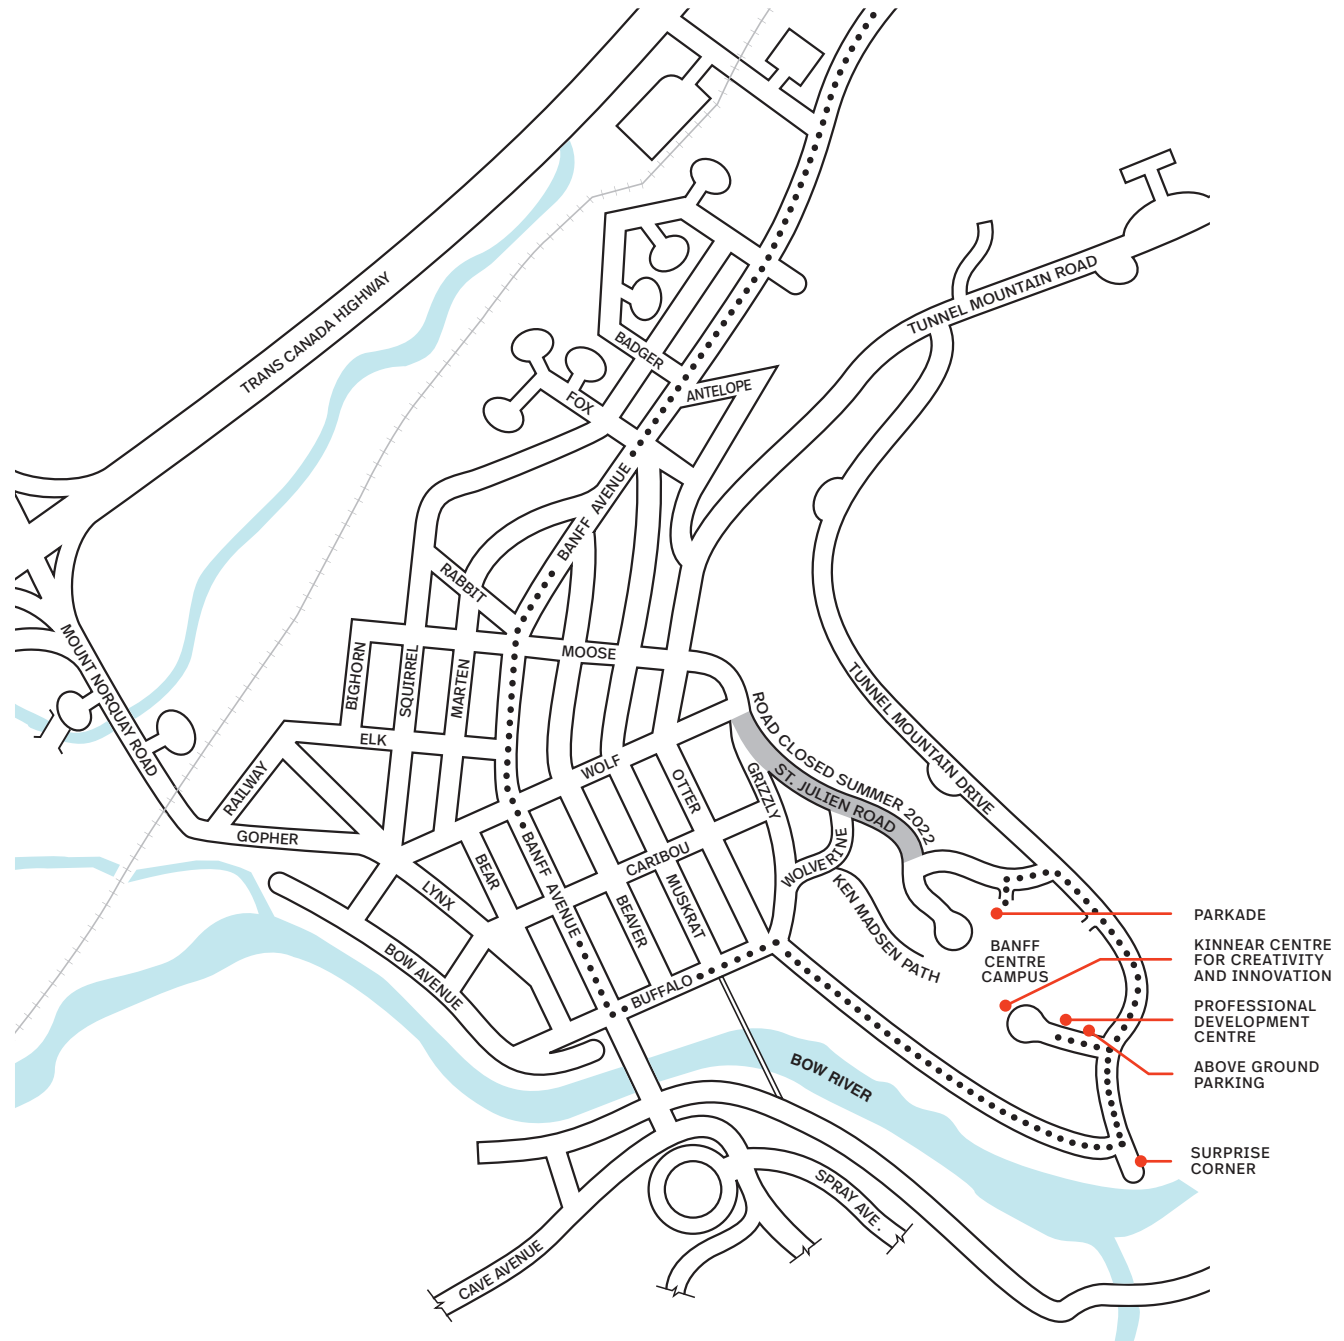 TRANS CANADA HIGHWAY
TUNNEL MOUNTAIN ROAD
BADGER
ANTELOPE
FOX
BANFF AVENUE
RABBIT
MOOSE
MOUNT NORQUAY ROAD
BIGHORN
SQUIRREL
MARTEN
ELK
RAILWAY
GOPHER
WOLF
OTTER
GRIZZLY
ROAD CLOSED SUMMER 2022
ST. JULIEN ROAD
TUNNEL MOUNTAIN DRIVE
BANFF AVENUE
BEAR
LYNX
CARIBOU
MUSKRAT
BEAVER
WOLVERINE
KEN MADSEN PATH
BOW AVENUE
BUFFALO
BOW RIVER
BANFF
CENTRE
CAMPUS
PARKADE
KINNEAR CENTRE
FOR CREATIVITY
AND INNOVATION
PROFESSIONAL
DEVELOPMENT
CENTRE
ABOVE GROUND
PARKING
SURPRISE
CORNER
SPRAY AVE.
CAVE AVENUE